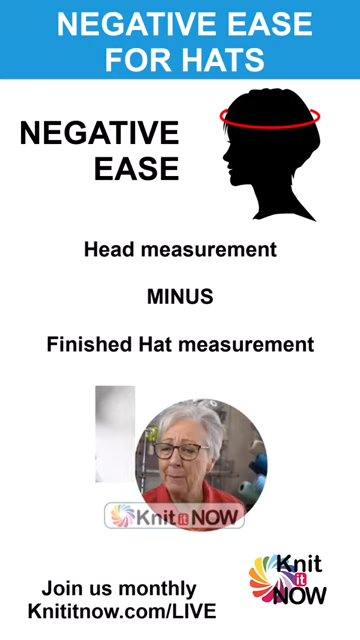 NEGATIVE EASE
FOR HATS
NEGATIVE
EASE
Head measurement
MINUS
Finished Hat measurement
Knit it NOW
Knit
it
NOW
Join us monthly
Knititnow.com/LIVE